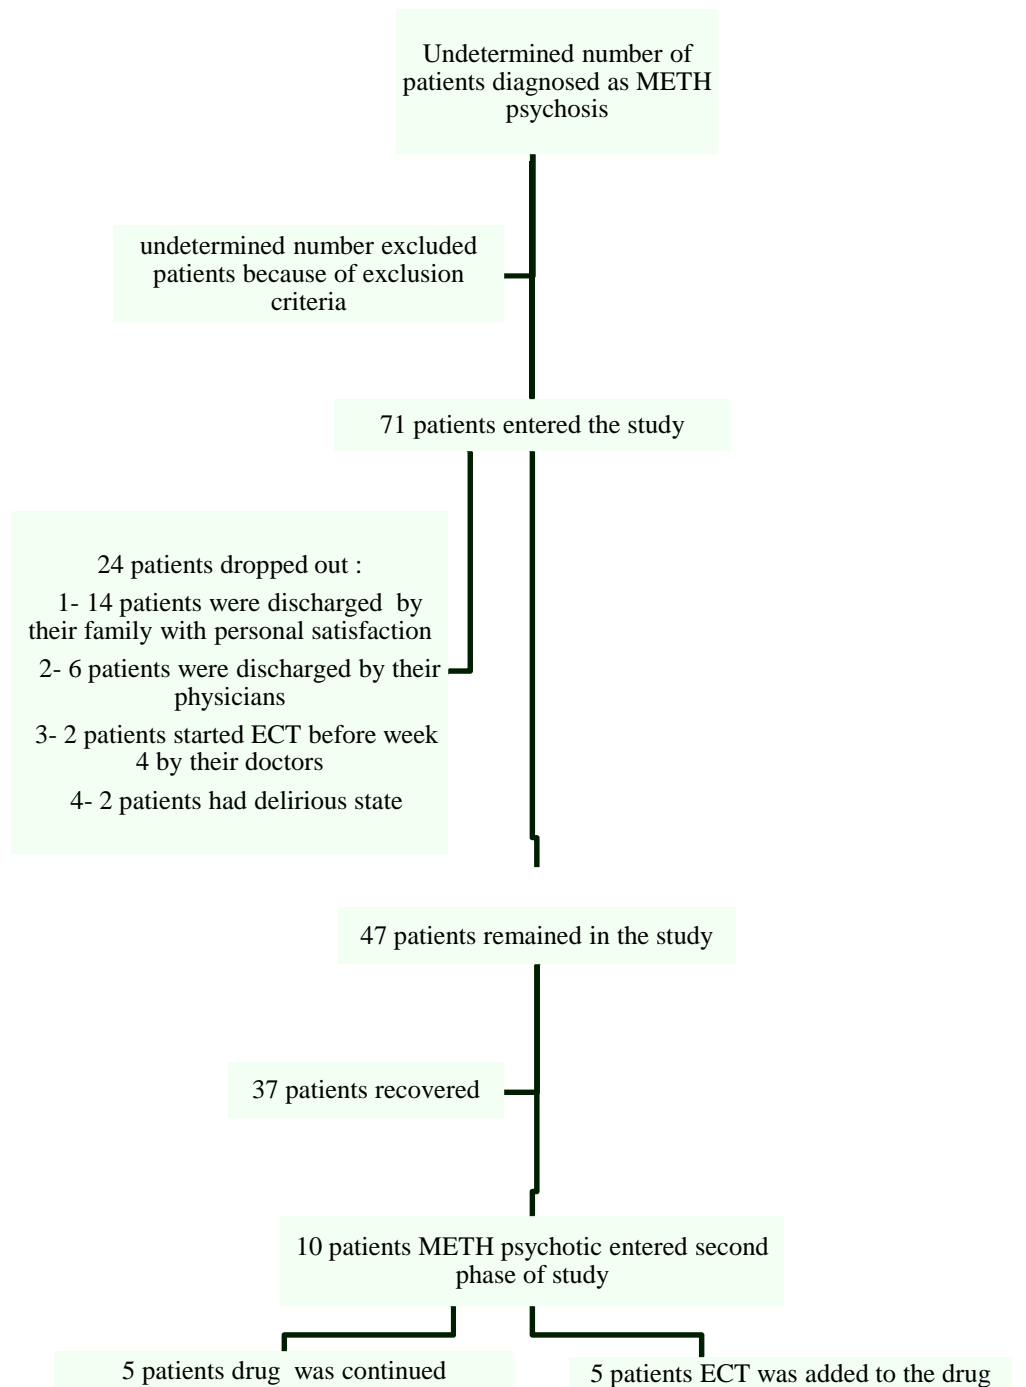 Undetermined number of
patients diagnosed as METH
psychosis
undetermined number excluded
patients because of exclusion
criteria
71 patients entered the study
24 patients dropped out :
1- 14 patients were discharged by
their family with personal satisfaction
2- 6 patients were discharged by their
physicians
3- 2 patients started ECT before week
4 by their doctors
4- 2 patients had delirious state
47 patients remained in the study
37 patients recovered
10 patients METH psychotic entered second
phase of study
5 patients drug was continued
5 patients ECT was added to the drug